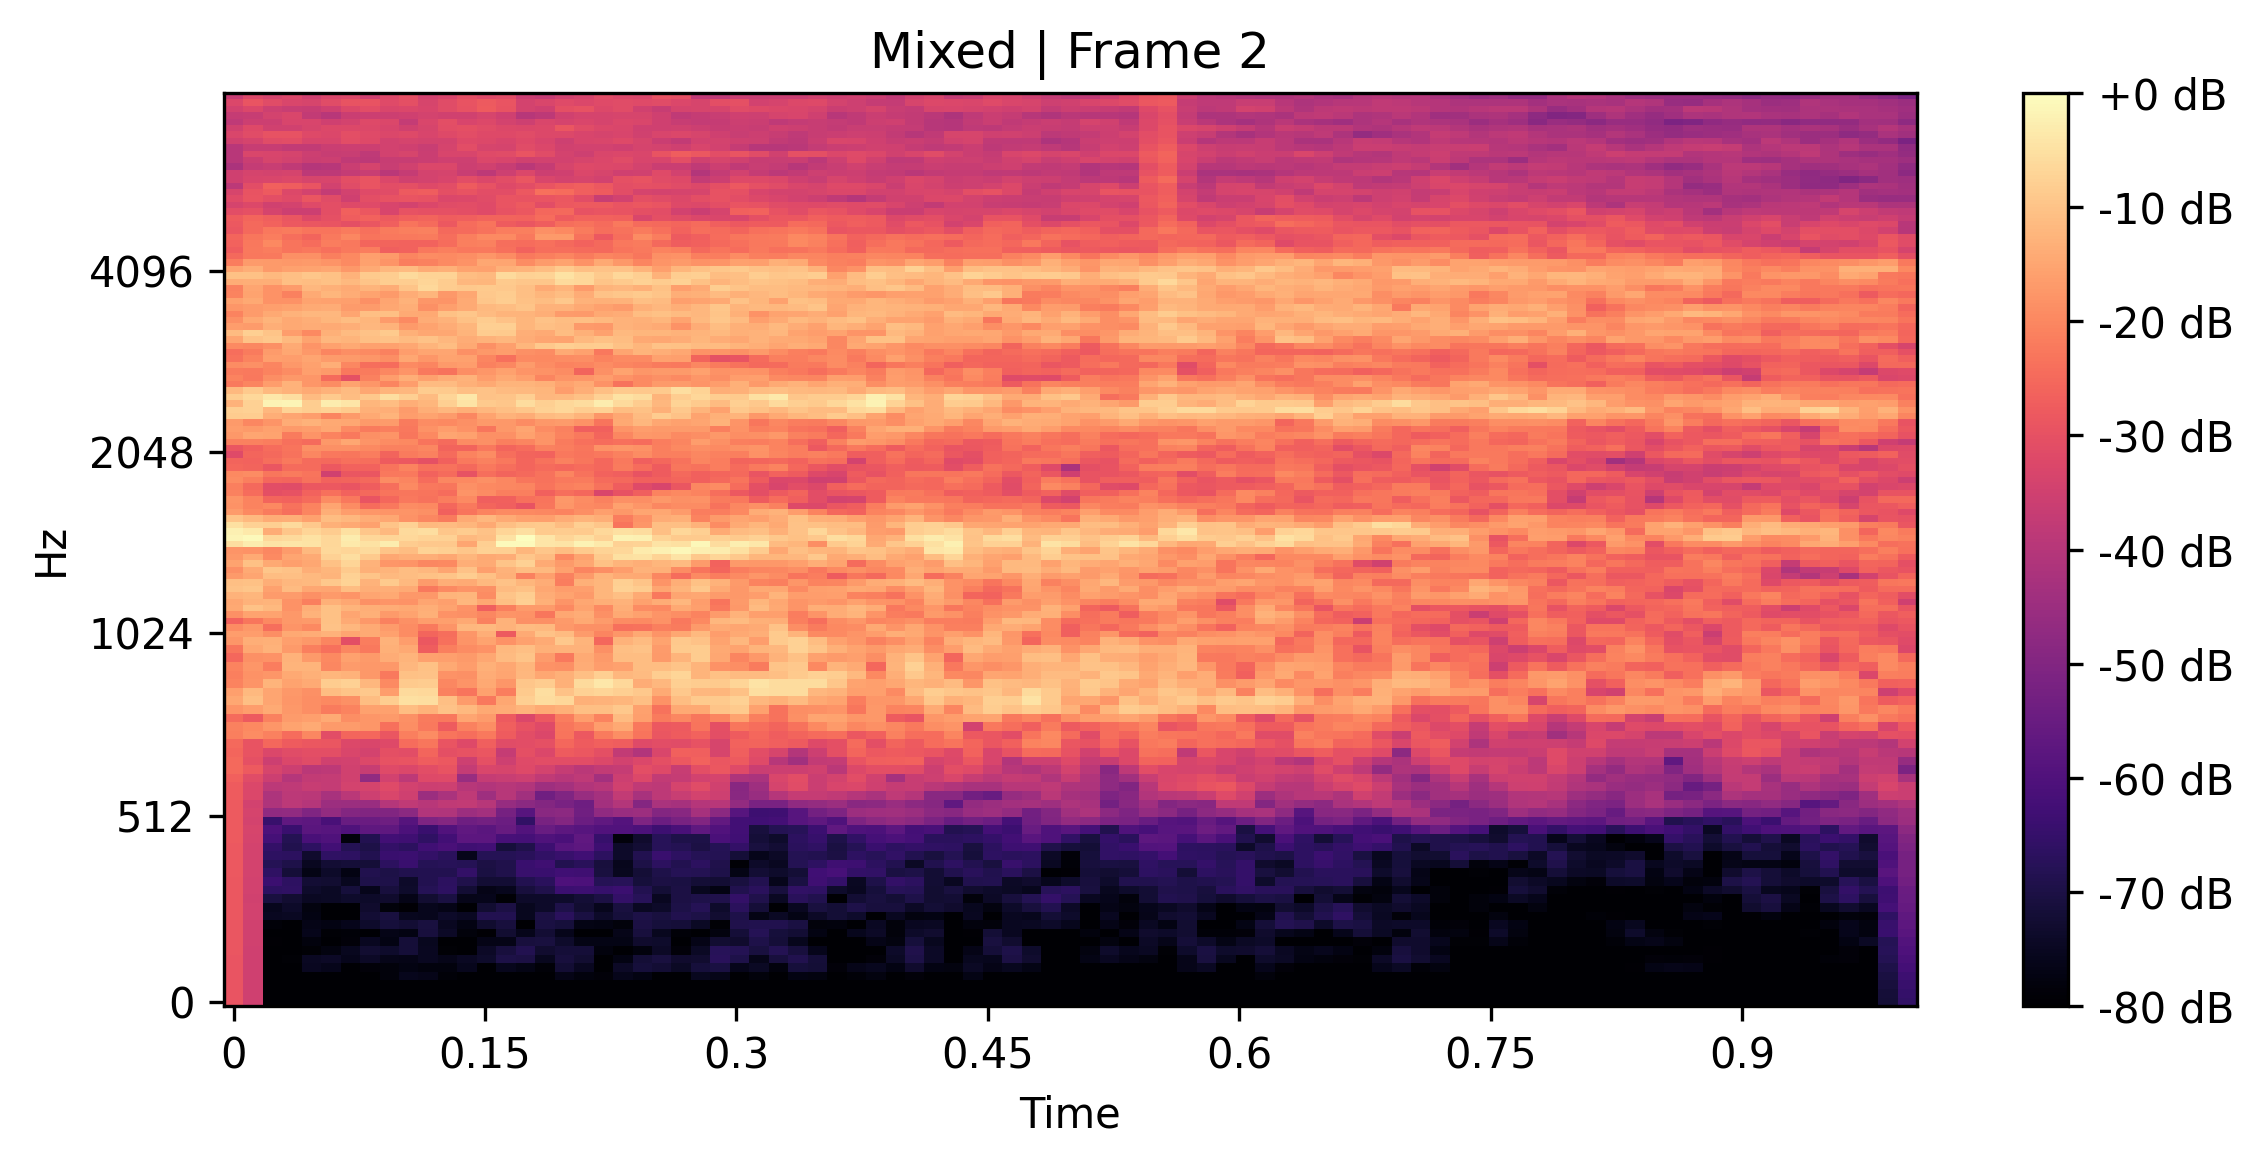 Mixed | Frame 2
+0 dB
-10 dB
-20 dB
-30 dB
-40 dB
-50 dB
-60 dB
-70 dB
-80 dB
Hz
4096
2048
1024
512
0
0 0.15 0.3 0.45 0.6 0.75 0.9
Time